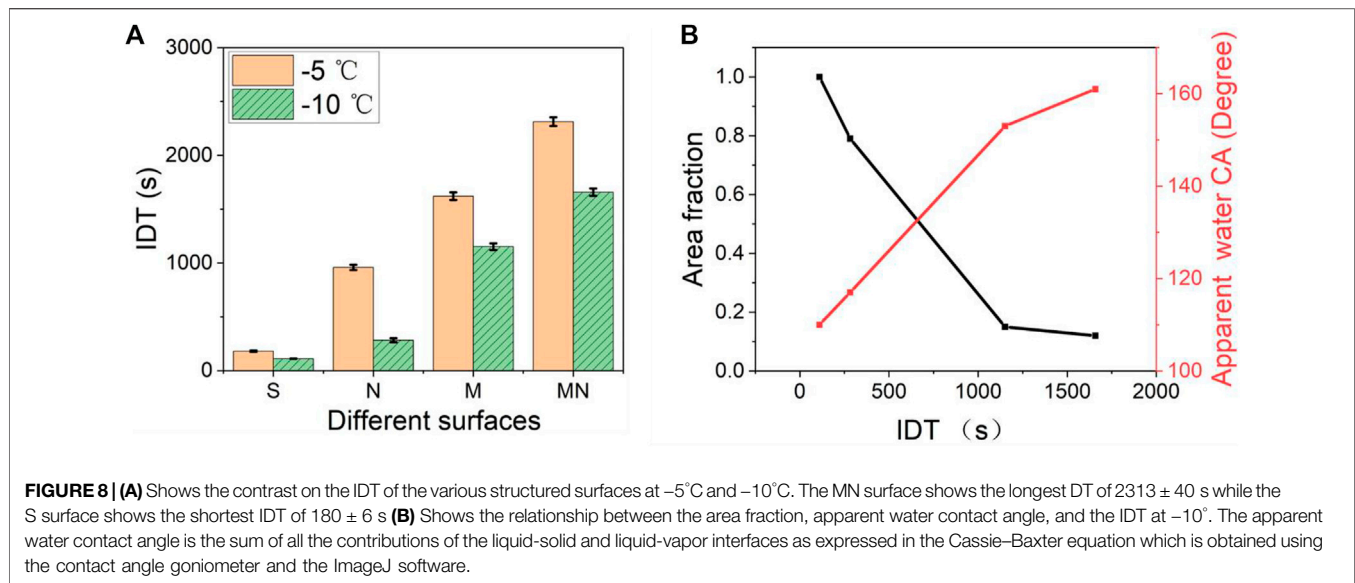 A
B
3000
2000
1000
0
IDT (s)
-5 ℃
-10 ℃
S N M MN
Different surfaces
1.0
0.8
0.6
0.4
0.2
0.0
Area fraction
0 500 1000 1500 2000
IDT （s）
160
140
120
100
Apparent water CA (Degree)
FIGURE 8 | (A) Shows the contrast on the IDT of the various structured surfaces at −5°C and −10°C. The MN surface shows the longest DT of 2313 ± 40 s while the
S surface shows the shortest IDT of 180 ± 6 s (B) Shows the relationship between the area fraction, apparent water contact angle, and the IDT at −10°. The apparent
water contact angle is the sum of all the contributions of the liquid-solid and liquid-vapor interfaces as expressed in the Cassie–Baxter equation which is obtained using
the contact angle goniometer and the ImageJ software.